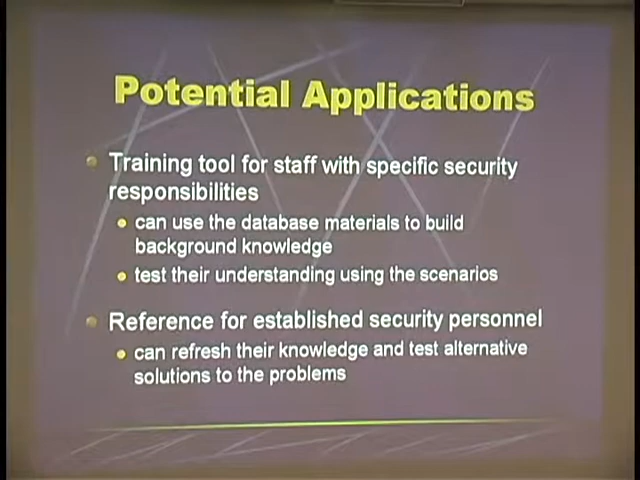 Potential Applications
Training tool for staff with specific security
responsibilities
can use the database materials to build
background knowledge
test their understanding using the scenarios
Reference for established security personnel
can refresh their knowledge and test alternative
solutions to the problems